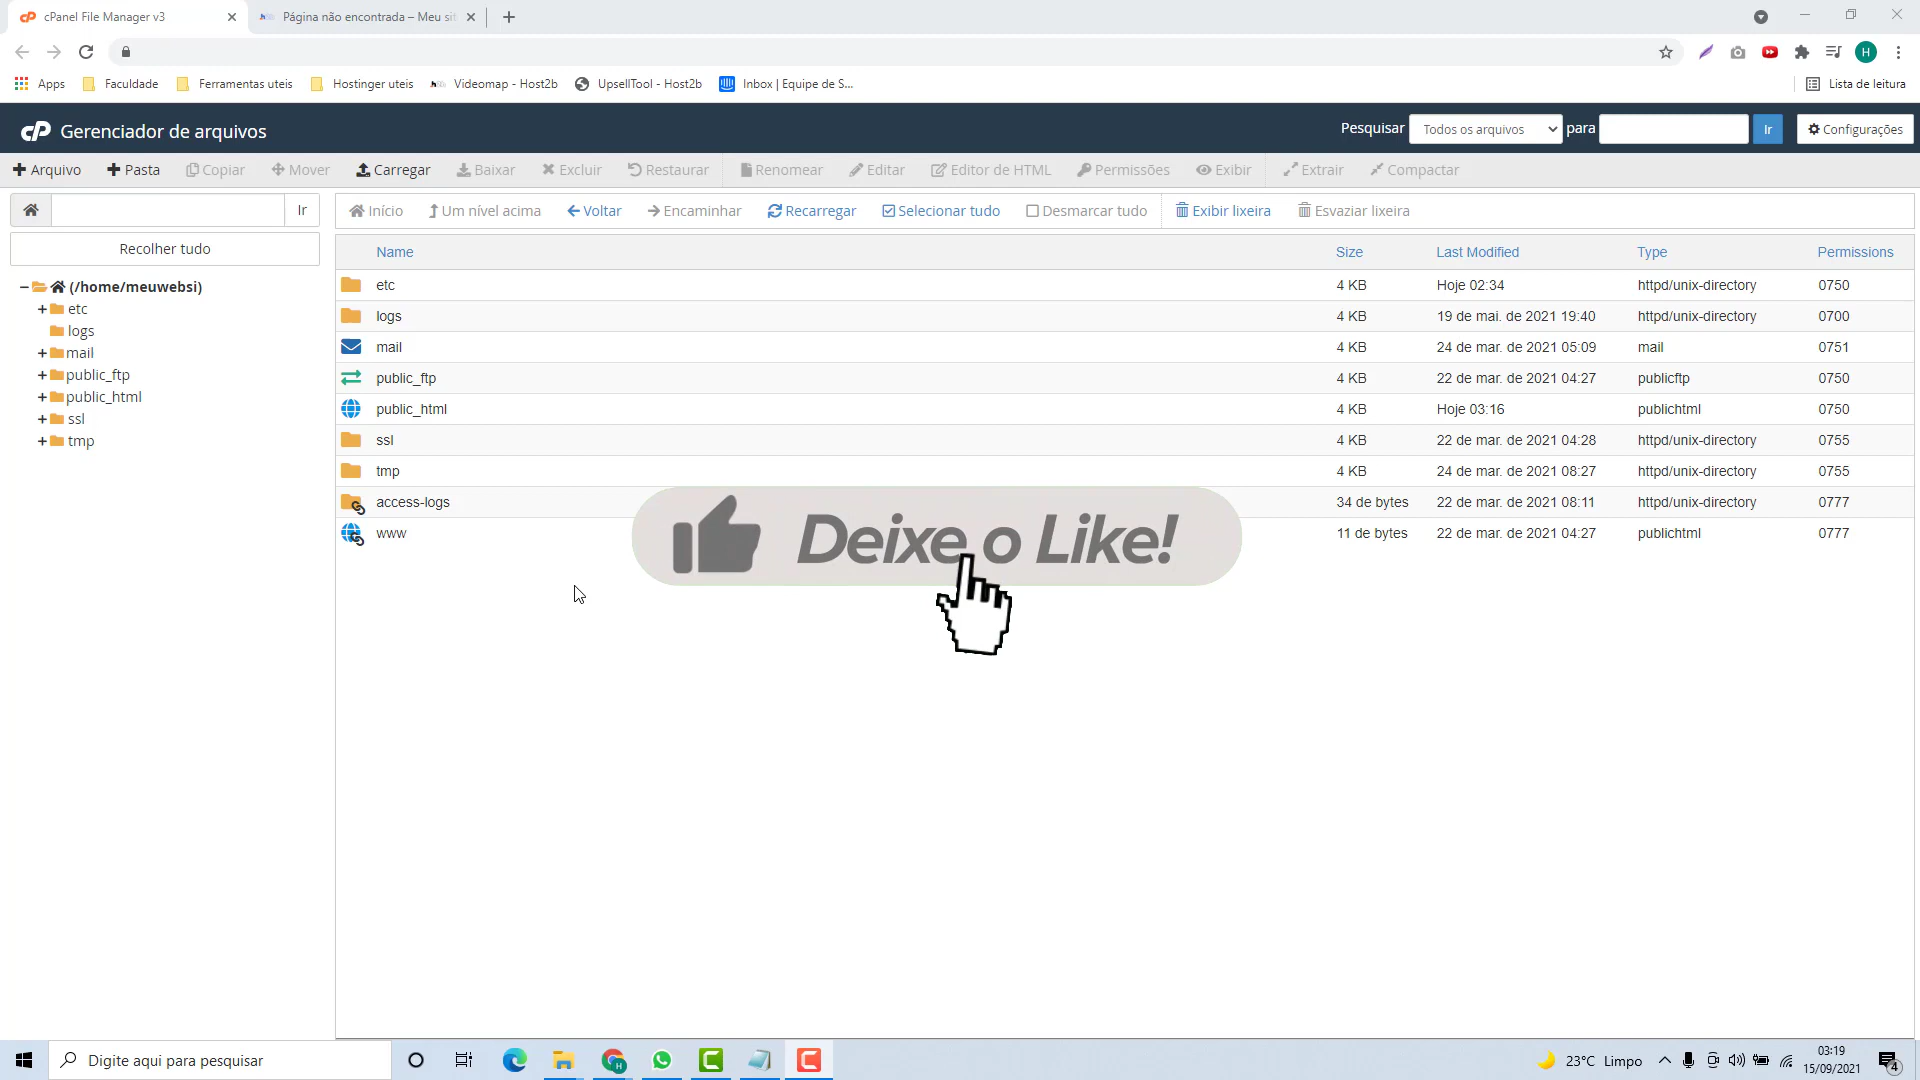 cPanel File Manager v3
Página não encontrada – Meu sit
Apps Faculdade Ferramentas uteis Hostinger uteis Videomap - Host2b UpsellTool - Host2b Inbox | Equipe de S...
Lista de leitura
H
cP Gerenciador de arquivos
Pesquisar Todos os arquivos para Ir Configurações
Arquivo Pasta Copiar Mover Carregar Baixar Excluir Restaurar Renomear Editar Editor de HTML Permissões Exibir Extrair Compactar
Ir
Início Um nível acima Voltar Encaminhar Recarregar Selecionar tudo Desmarcar tudo Exibir lixeira Esvaziar lixeira
Recolher tudo
(/home/meuwebsi)
etc
logs
mail
public_ftp
public_html
ssl
tmp
Name Size Last Modified Type Permissions
etc 4 KB Hoje 02:34 httpd/unix-directory 0750
logs 4 KB 19 de mai. de 2021 19:40 httpd/unix-directory 0700
mail 4 KB 24 de mar. de 2021 05:09 mail 0751
public_ftp 4 KB 22 de mar. de 2021 04:27 publicftp 0750
public_html 4 KB Hoje 03:16 publichtml 0750
ssl 4 KB 22 de mar. de 2021 04:28 httpd/unix-directory 0755
tmp 4 KB 24 de mar. de 2021 08:27 httpd/unix-directory 0755
access-logs 34 de bytes 22 de mar. de 2021 08:11 httpd/unix-directory 0777
www 11 de bytes 22 de mar. de 2021 04:27 publichtml 0777
Deixe o Like!
Digite aqui para pesquisar
23°C Limpo
03:19
15/09/2021
4